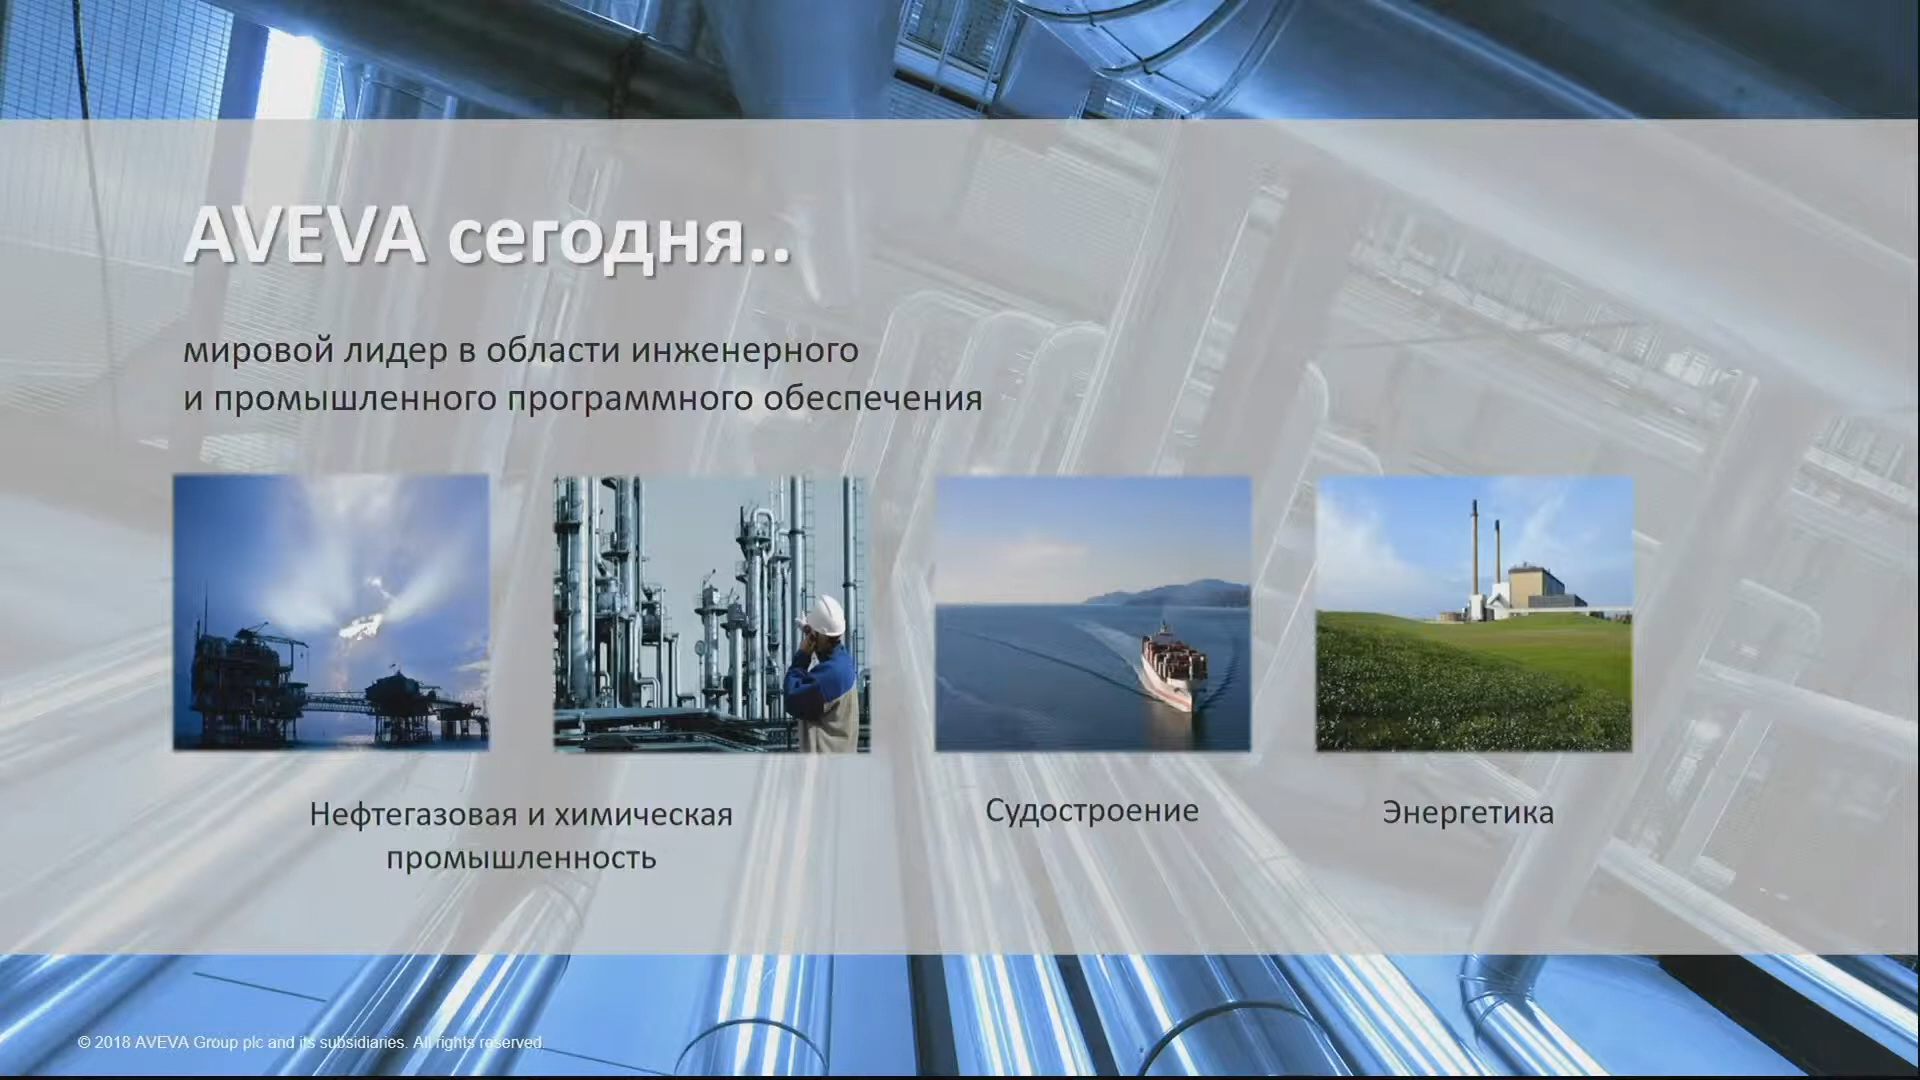 AVEVA сегодня..
мировой лидер в области инженерного
и промышленного программного обеспечения
Нефтегазовая и химическая
промышленность
Судостроение
Энергетика
© 2018 AVEVA Group plc and its subsidiaries. All rights reserved.